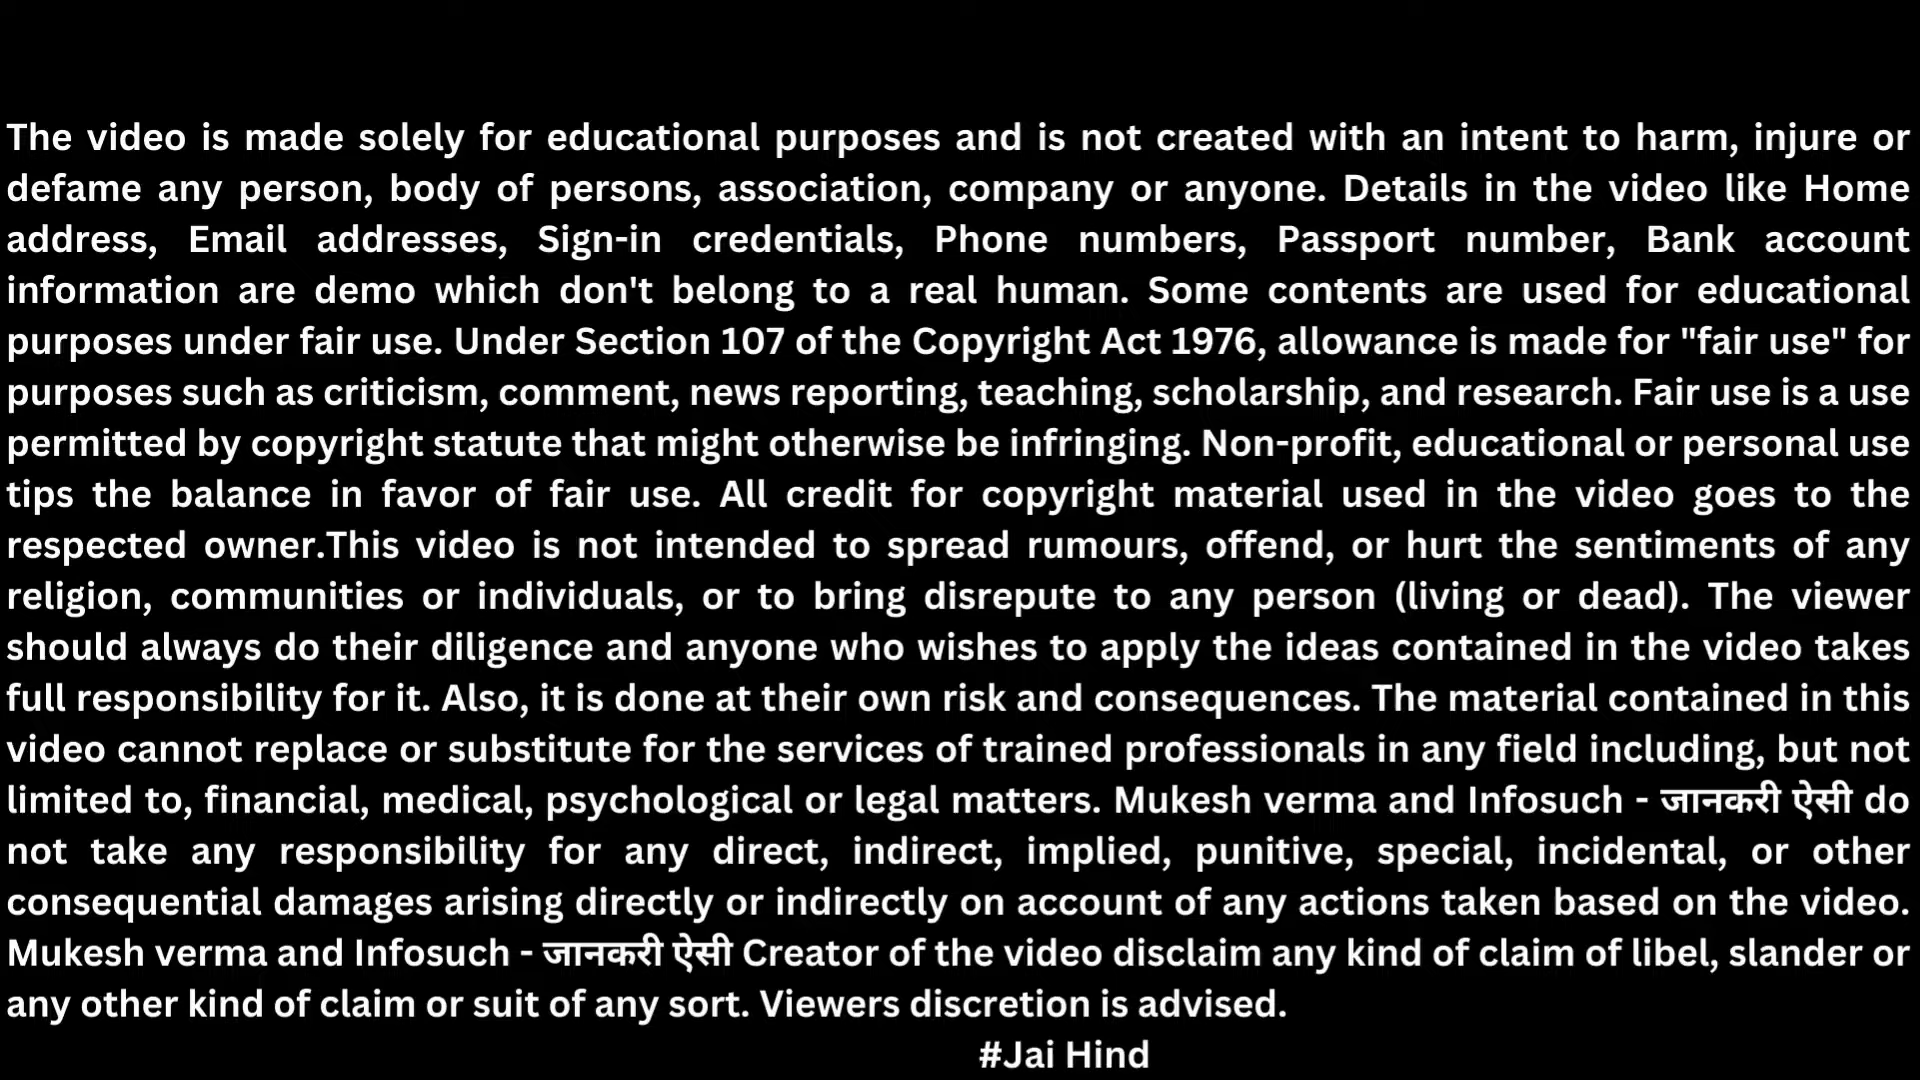 The video is made solely for educational purposes and is not created with an intent to harm, injure or
defame any person, body of persons, association, company or anyone. Details in the video like Home
address, Email addresses, Sign-in credentials, Phone numbers, Passport number, Bank account
information are demo which don't belong to a real human. Some contents are used for educational
purposes under fair use. Under Section 107 of the Copyright Act 1976, allowance is made for "fair use" for
purposes such as criticism, comment, news reporting, teaching, scholarship, and research. Fair use is a use
permitted by copyright statute that might otherwise be infringing. Non-profit, educational or personal use
tips the balance in favor of fair use. All credit for copyright material used in the video goes to the
respected owner.This video is not intended to spread rumours, offend, or hurt the sentiments of any
religion, communities or individuals, or to bring disrepute to any person (living or dead). The viewer
should always do their diligence and anyone who wishes to apply the ideas contained in the video takes
full responsibility for it. Also, it is done at their own risk and consequences. The material contained in this
video cannot replace or substitute for the services of trained professionals in any field including, but not
limited to, financial, medical, psychological or legal matters. Mukesh verma and Infosuch - जानकरी ऐसी do
not take any responsibility for any direct, indirect, implied, punitive, special, incidental, or other
consequential damages arising directly or indirectly on account of any actions taken based on the video.
Mukesh verma and Infosuch - जानकरी ऐसी Creator of the video disclaim any kind of claim of libel, slander or
any other kind of claim or suit of any sort. Viewers discretion is advised.
#Jai Hind